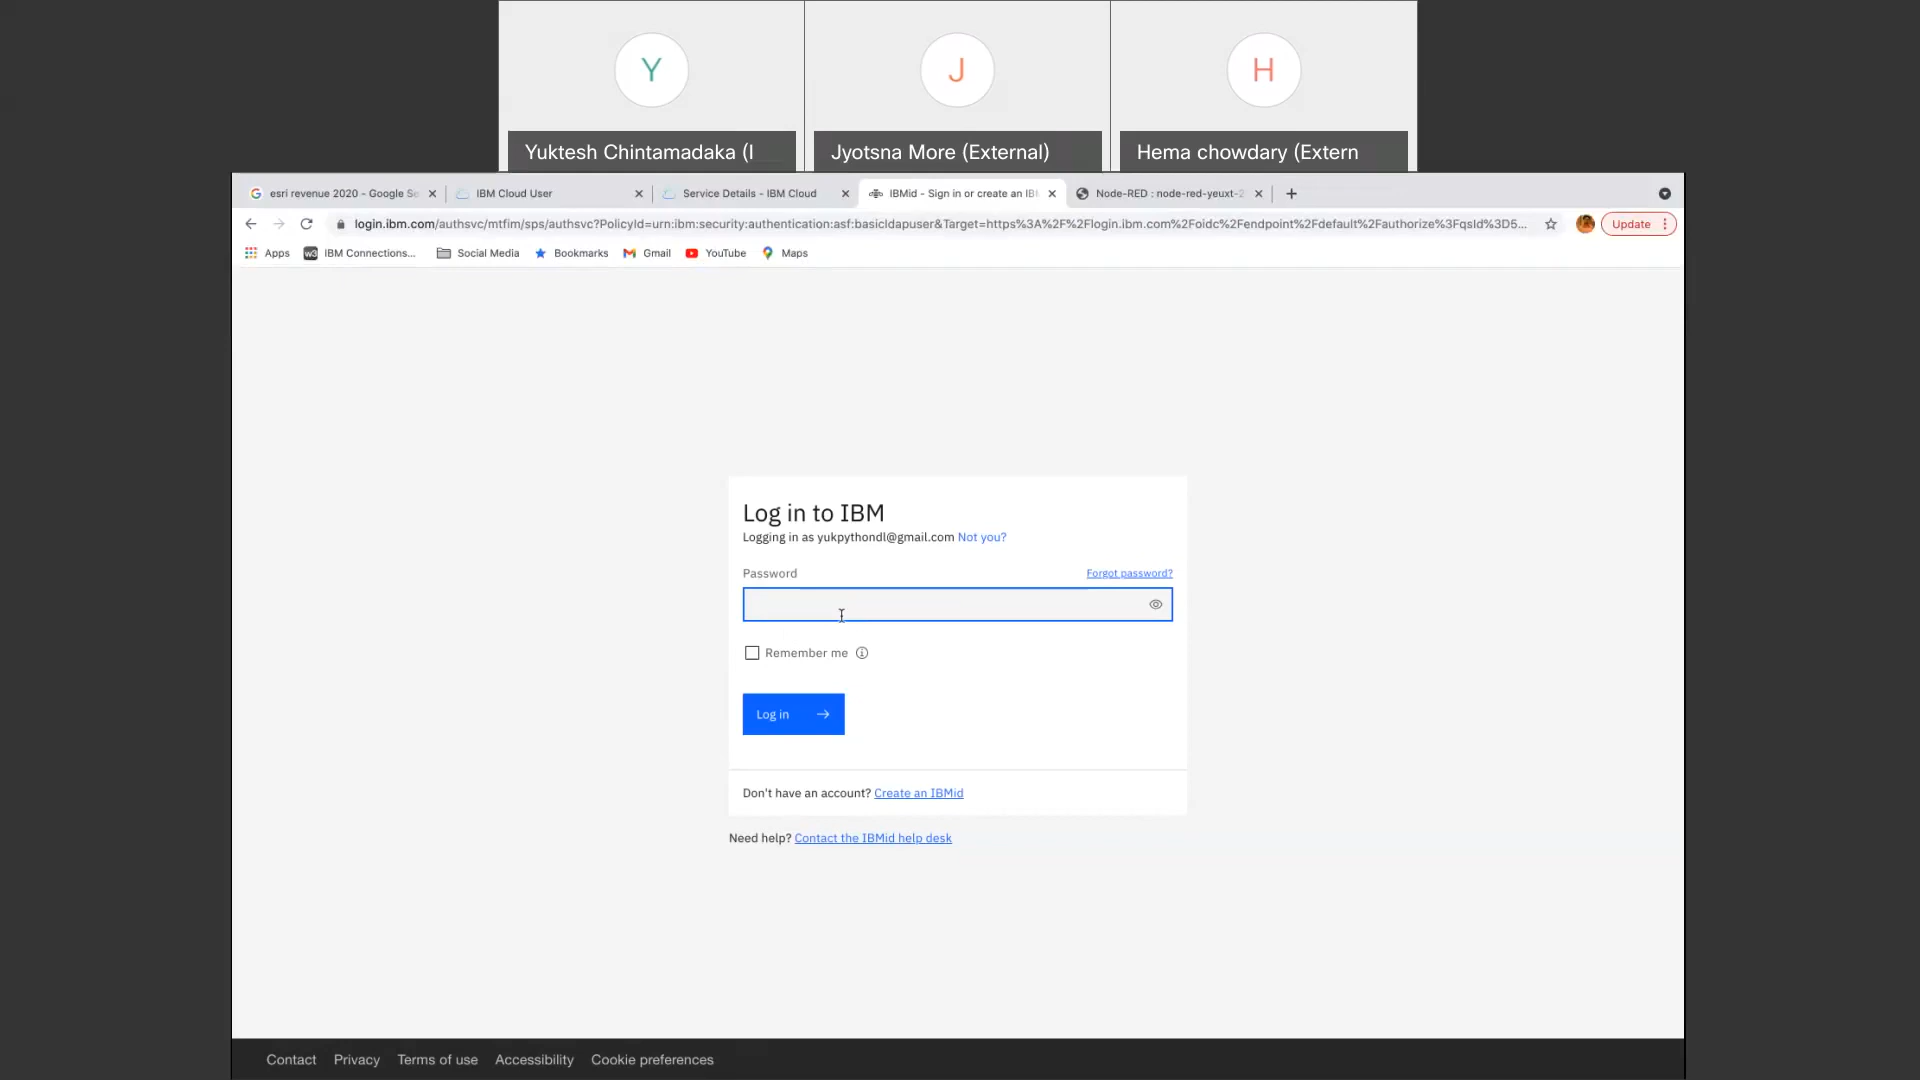 Y
J
H
Yuktesh Chintamadaka (I
Jyotsna More (External)
Hema chowdary (Extern
esri revenue 2020 - Google Se
IBM Cloud User
Service Details - IBM Cloud
IBMid - Sign in or create an IBM
Node-RED : node-red-yeuxt-2
login.ibm.com/authsvc/mtfim/sps/authsvc?PolicyId=urn:ibm:security:authentication:asf:basicldapuser&Target=https%3A%2F%2Flogin.ibm.com%2Foidc%2Fendpoint%2Fdefault%2Fauthorize%3FqsId%3D5...
Update
Apps
w3
IBM Connections...
Social Media
Bookmarks
Gmail
YouTube
Maps
Log in to IBM
Logging in as yukpythondl@gmail.com Not you?
Password
Forgot password?
Remember me
Log in
Don't have an account? Create an IBMid
Need help? Contact the IBMid help desk
Contact
Privacy
Terms of use
Accessibility
Cookie preferences